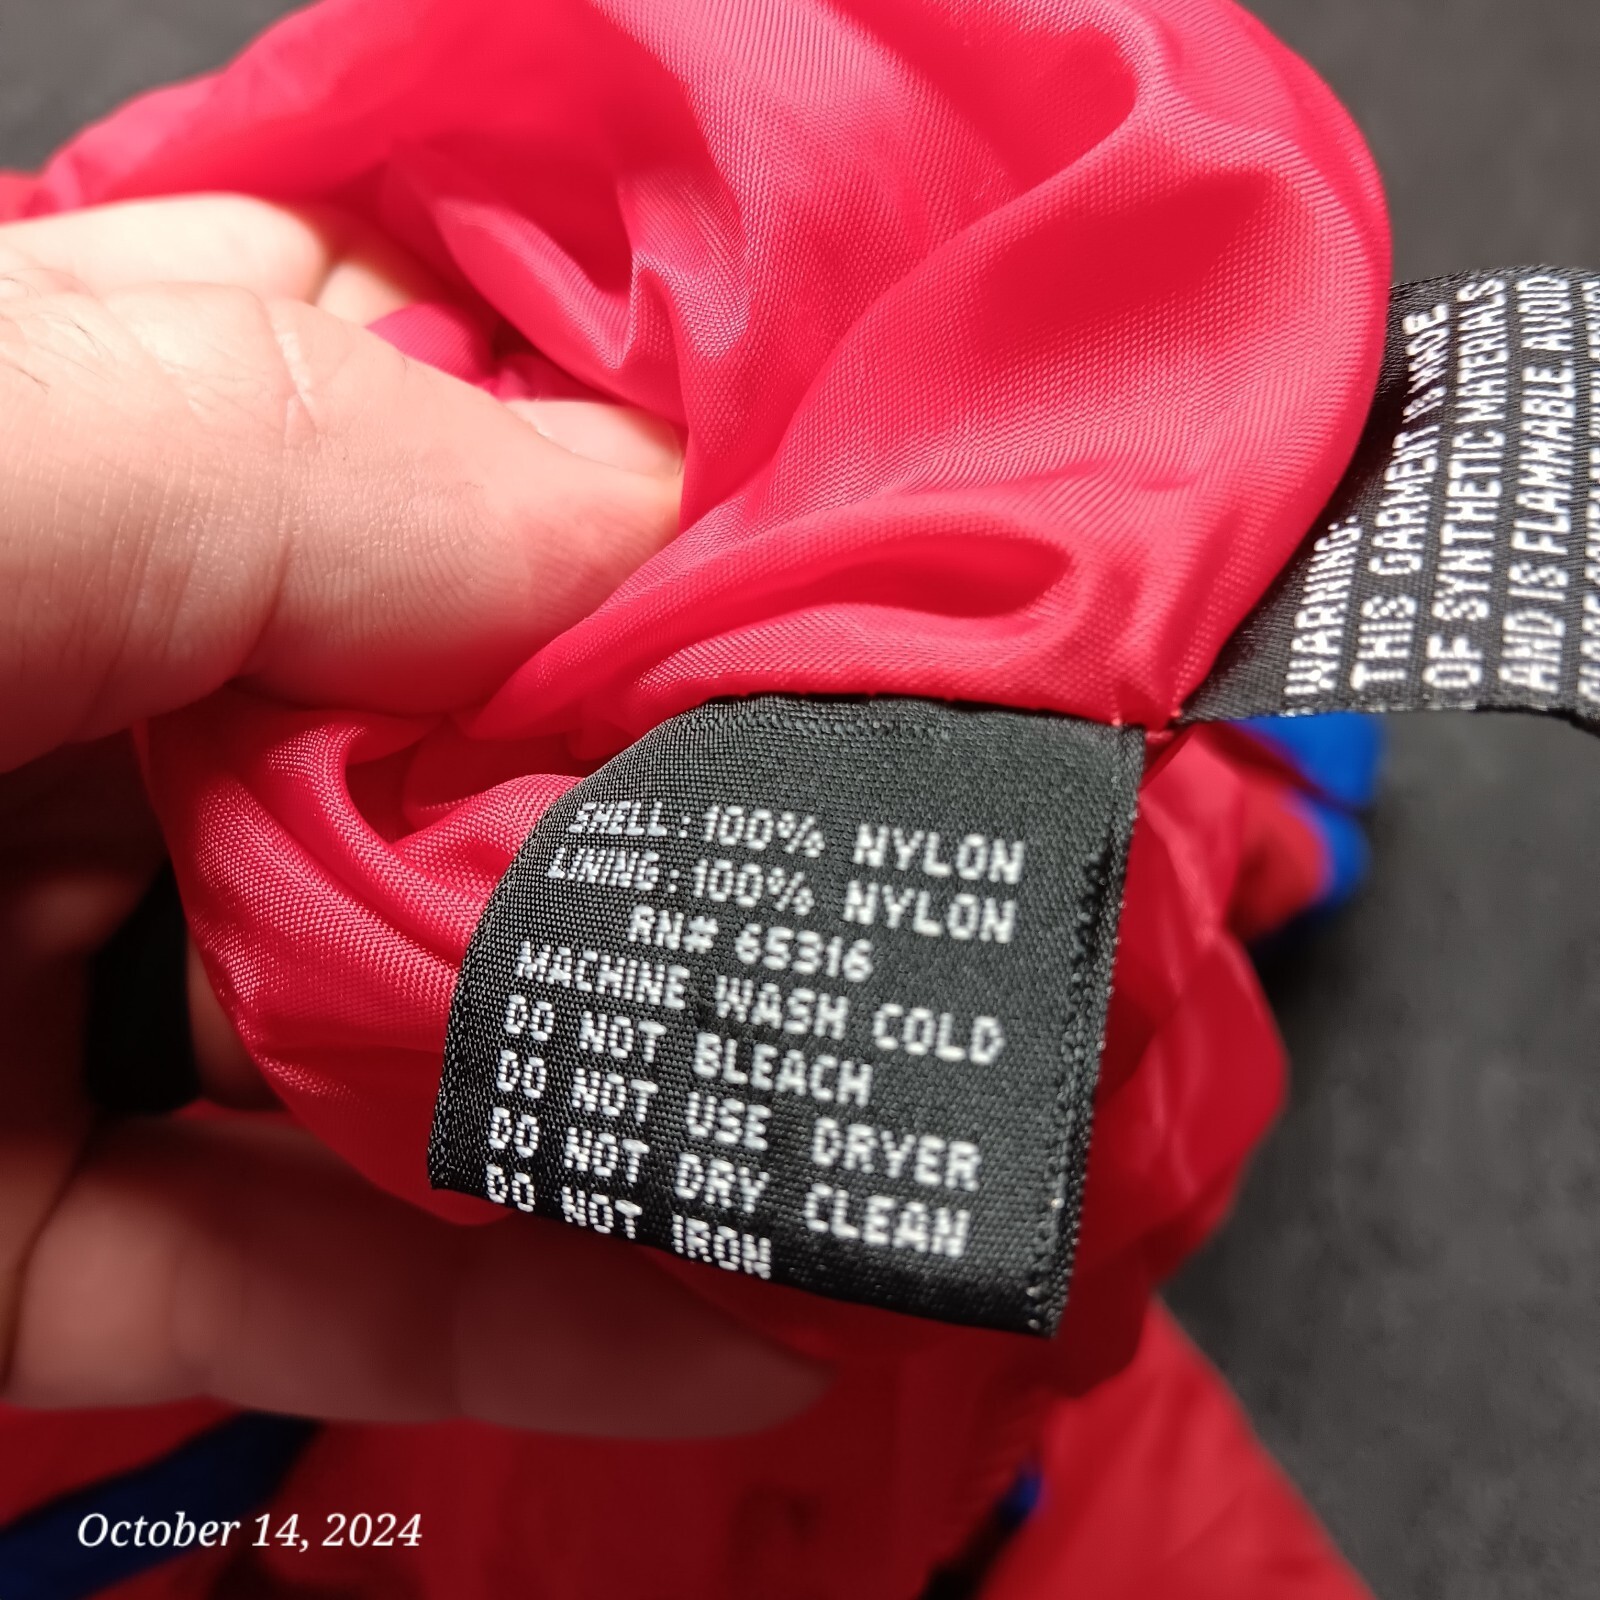 SHELL: 100% NYLON
LINING: 100% NYLON
RN# 65316
MACHINE WASH COLD
DO NOT BLEACH
DO NOT USE DRYER
DO NOT DRY CLEAN
DO NOT IRON
WARNING:
THIS GARMENT IS MADE
OF SYNTHETIC MATERIALS
AND IS FLAMMABLE AVOID
October 14, 2024